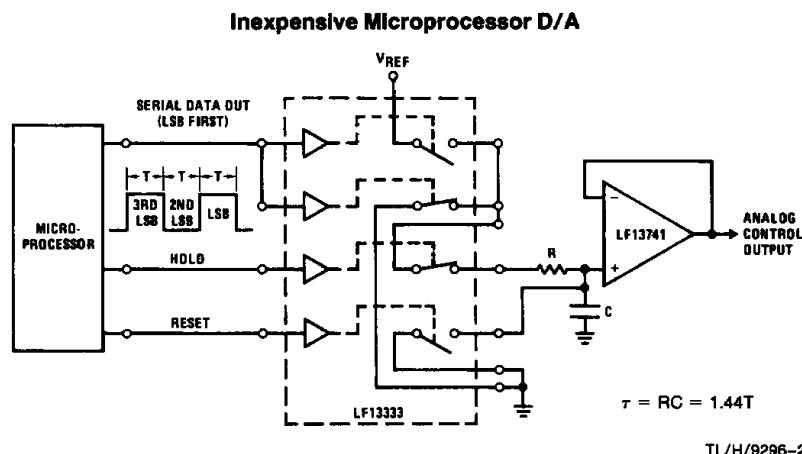 Inexpensive Microprocessor D/A
VREF
SERIAL DATA OUT
(LSB FIRST)
T T T
3RD LSB
2ND LSB
LSB
MICRO-
PROCESSOR
HOLD
RESET
LF13333
R
C
−
+
LF13741
ANALOG
CONTROL
OUTPUT
τ = RC = 1.44T
TL/H/9296–2